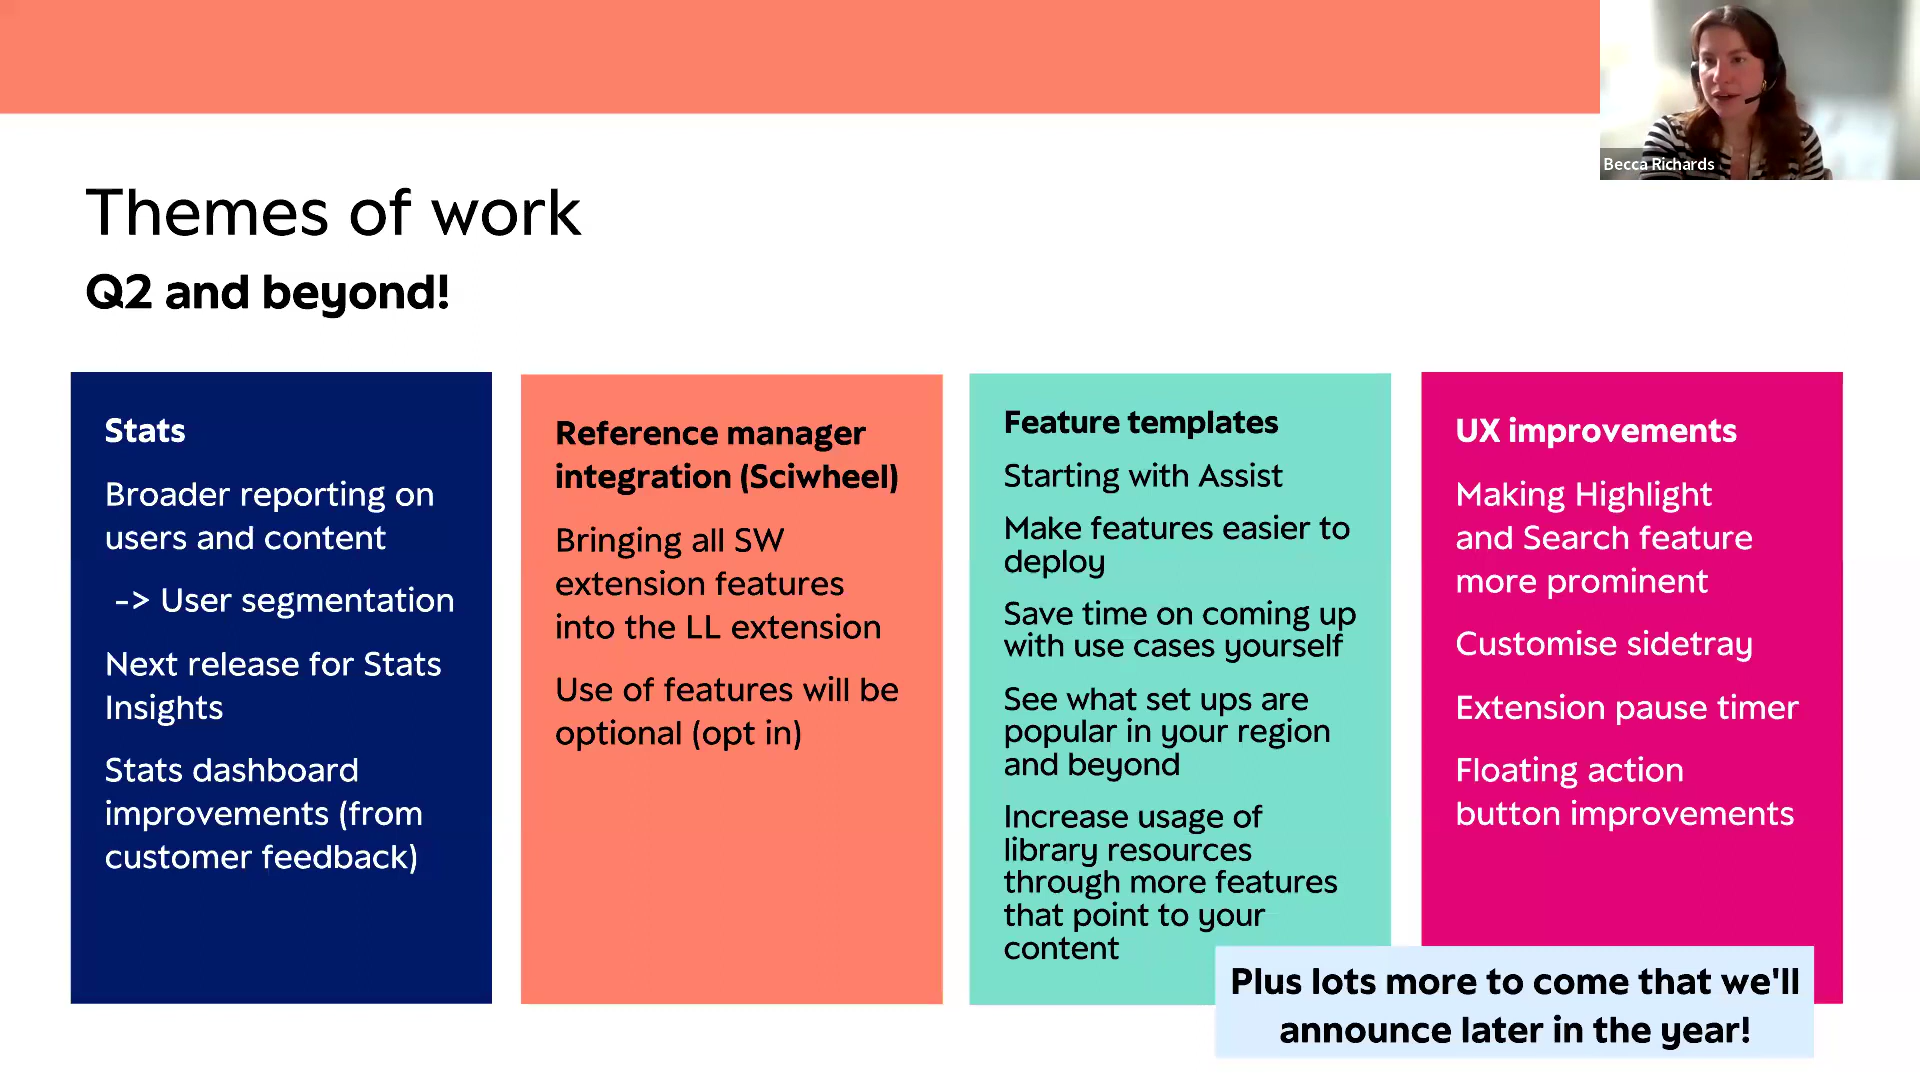 Becca Richards
Themes of work
Q2 and beyond!
Stats
Broader reporting on
users and content
-> User segmentation
Next release for Stats
Insights
Stats dashboard
improvements (from
customer feedback)
Reference manager
integration (Sciwheel)
Bringing all SW
extension features
into the LL extension
Use of features will be
optional (opt in)
Feature templates
Starting with Assist
Make features easier to
deploy
Save time on coming up
with use cases yourself
See what set ups are
popular in your region
and beyond
Increase usage of
library resources
through more features
that point to your
content
UX improvements
Making Highlight
and Search feature
more prominent
Customise sidetray
Extension pause timer
Floating action
button improvements
Plus lots more to come that we'll
announce later in the year!